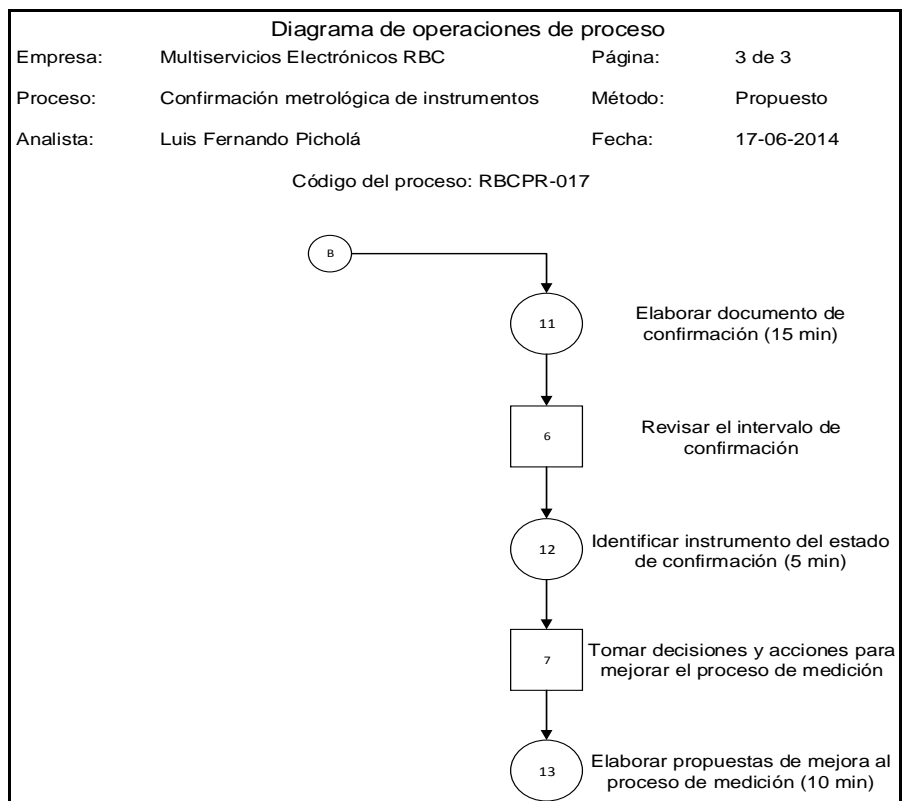 Diagrama de operaciones de proceso
Empresa: Multiservicios Electrónicos RBC Página: 3 de 3
Proceso: Confirmación metrológica de instrumentos Método: Propuesto
Analista: Luis Fernando Picholá Fecha: 17-06-2014
Código del proceso: RBCPR-017
B
11
Elaborar documento de
confirmación (15 min)
6
Revisar el intervalo de
confirmación
12
Identificar instrumento del estado
de confirmación (5 min)
7
Tomar decisiones y acciones para
mejorar el proceso de medición
13
Elaborar propuestas de mejora al
proceso de medición (10 min)